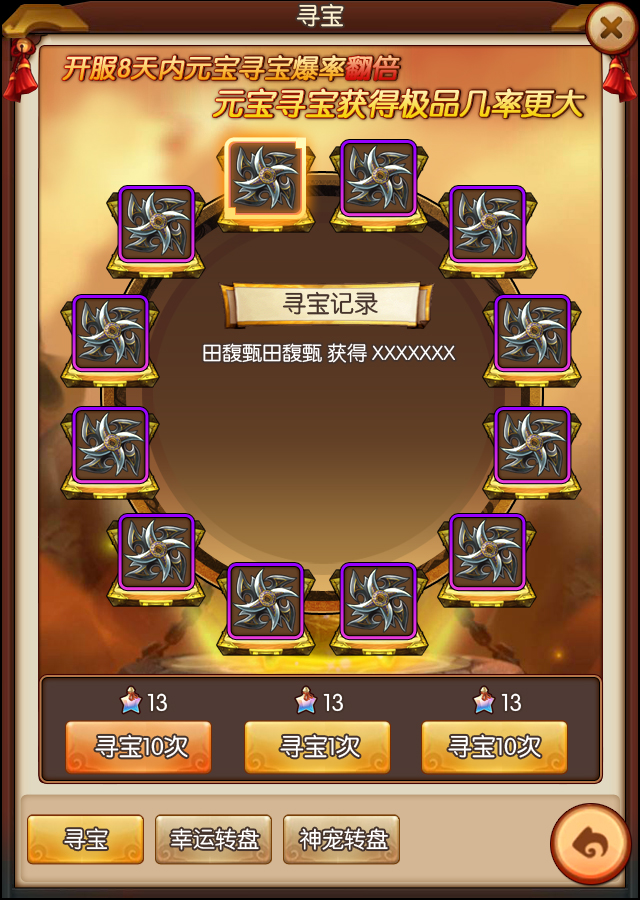 寻宝
开服8天内元宝寻宝爆率翻倍
元宝寻宝获得极品几率更大
寻宝记录
田馥甄田馥甄 获得 XXXXXXX
13
13
13
寻宝10次
寻宝1次
寻宝10次
寻宝
幸运转盘
神宠转盘